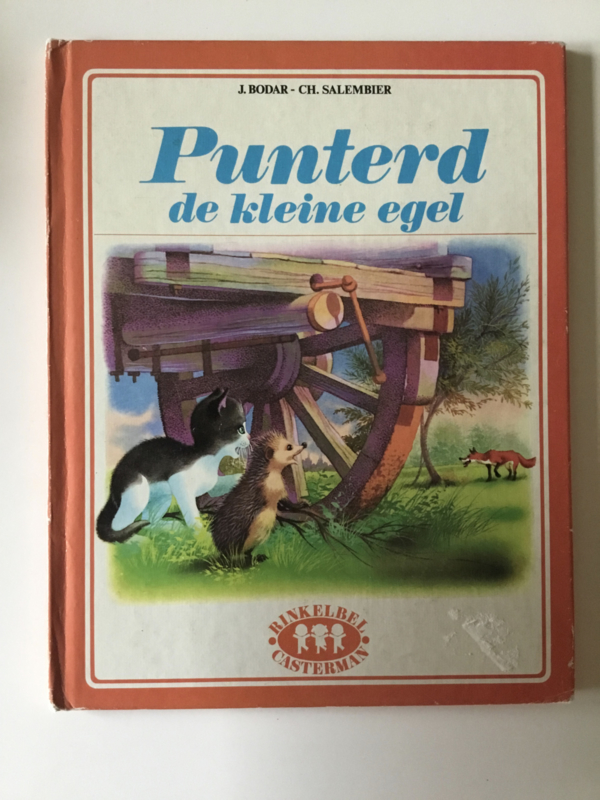 J. BODAR - CH. SALEMBIER
Punterd
de kleine egel
RINKELBEL
CASTERMAN